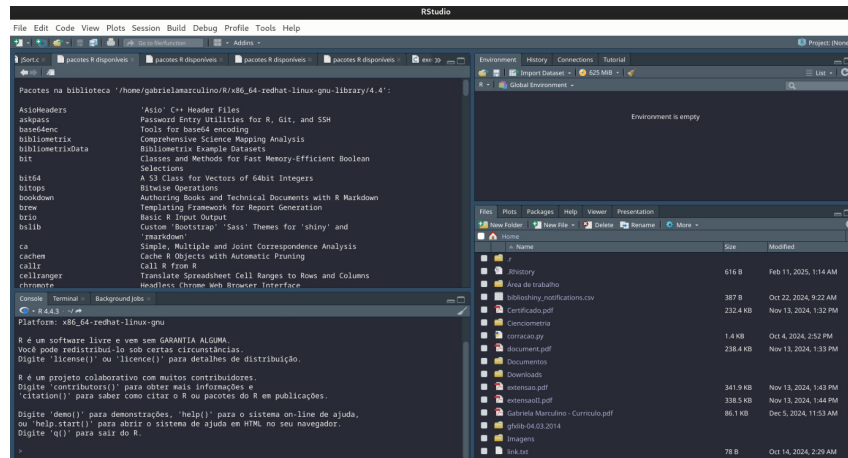 RStudio
File Edit Code View Plots Session Build Debug Profile Tools Help
Go to file/function
Addins
Project: (None
JSort.c
pacotes R disponíveis
pacotes R disponíveis
pacotes R disponíveis
pacotes R disponíveis
Pacotes na biblioteca '/home/gabrielamarculino/R/x86_64-redhat-linux-gnu-library/4.4':
AsioHeaders 'Asio' C++ Header Files
askpass Password Entry Utilities for R, Git, and SSH
base64enc Tools for base64 encoding
bibliometrix Comprehensive Science Mapping Analysis
bibliometrixData Bibliometrix Example Datasets
bit Classes and Methods for Fast Memory-Efficient Boolean
Selections
bit64 A S3 Class for Vectors of 64bit Integers
bitops Bitwise Operations
bookdown Authoring Books and Technical Documents with R Markdown
brew Templating Framework for Report Generation
brio Basic R Input Output
bslib Custom 'Bootstrap' 'Sass' Themes for 'shiny' and
'rmarkdown'
ca Simple, Multiple and Joint Correspondence Analysis
cachem Cache R Objects with Automatic Pruning
callr Call R from R
cellranger Translate Spreadsheet Cell Ranges to Rows and Columns
chromote Headless Chrome Web Browser Interface
Console Terminal Background Jobs
R 4.4.3 · ~/
Platform: x86_64-redhat-linux-gnu
R é um software livre e vem sem GARANTIA ALGUMA.
Você pode redistribuí-lo sob certas circunstâncias.
Digite 'license()' ou 'licence()' para detalhes de distribuição.
R é um projeto colaborativo com muitos contribuidores.
Digite 'contributors()' para obter mais informações e
'citation()' para saber como citar o R ou pacotes do R em publicações.
Digite 'demo()' para demonstrações, 'help()' para o sistema on-line de ajuda,
ou 'help.start()' para abrir o sistema de ajuda em HTML no seu navegador.
Digite 'q()' para sair do R.
>
Environment History Connections Tutorial
Import Dataset 625 MiB List
R Global Environment
Environment is empty
Files Plots Packages Help Viewer Presentation
New Folder New File Delete Rename More
Home
Name Size Modified
.r
.Rhistory 616 B Feb 11, 2025, 1:14 AM
Área de trabalho
biblioshiny_notifications.csv 387 B Oct 22, 2024, 9:22 AM
Certificado.pdf 232.4 KB Nov 13, 2024, 1:32 PM
Cienciometria
corracao.py 1.4 KB Oct 4, 2024, 2:52 PM
document.pdf 238.4 KB Nov 13, 2024, 1:33 PM
Documentos
Downloads
extensao.pdf 341.9 KB Nov 13, 2024, 1:43 PM
extensaoII.pdf 338.5 KB Nov 13, 2024, 1:44 PM
Gabriela Marculino - Curriculo.pdf 86.1 KB Dec 5, 2024, 11:53 AM
gfxlib-04.03.2014
Imagens
link.txt 78 B Oct 14, 2024, 2:29 AM